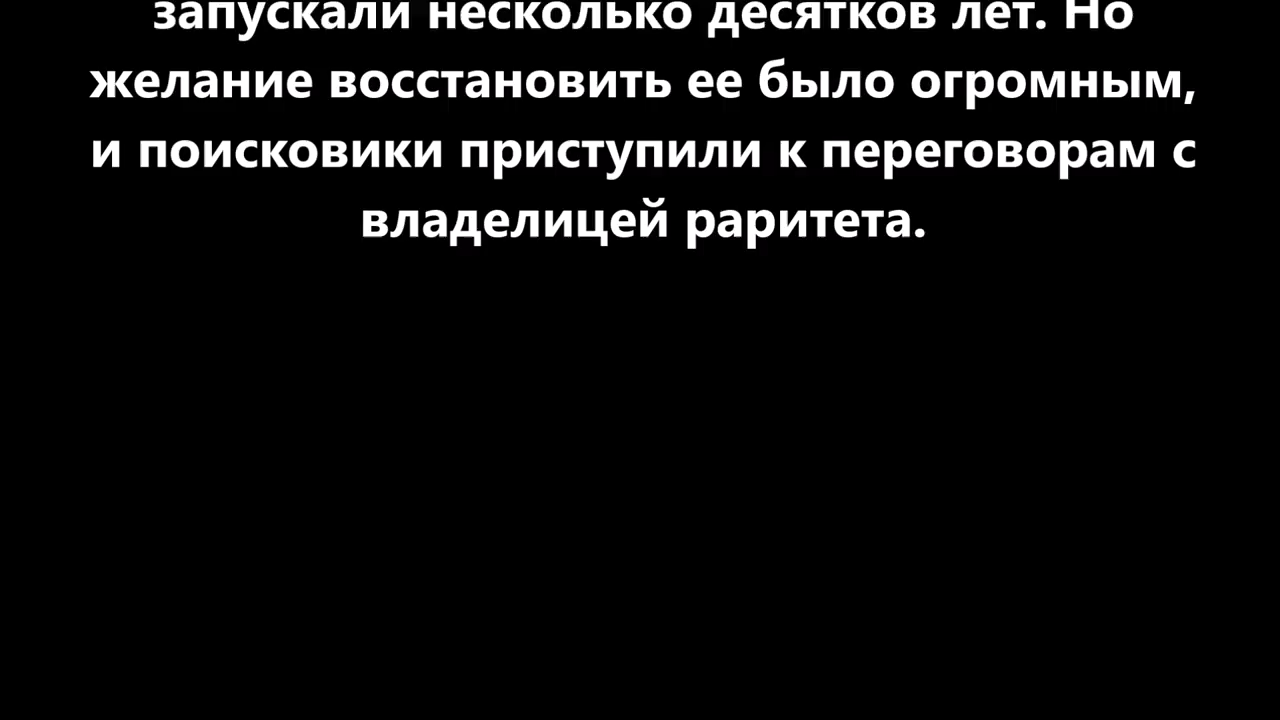 запускали несколько десятков лет. Но
желание восстановить ее было огромным,
и поисковики приступили к переговорам с
владелицей раритета.